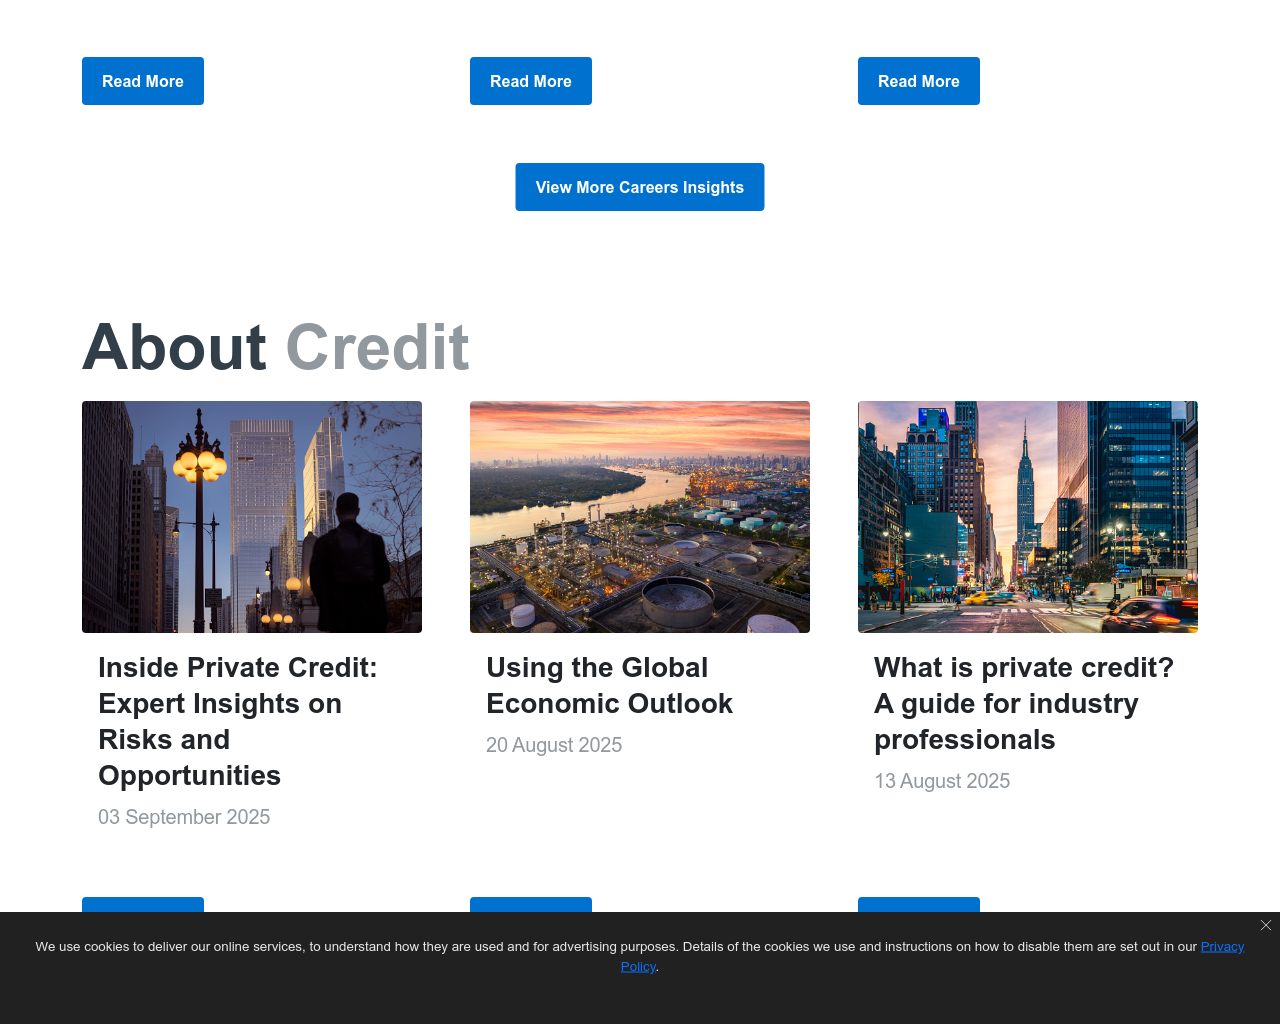 Read More
Read More
Read More
View More Careers Insights
About Credit
Inside Private Credit:
Expert Insights on
Risks and
Opportunities
03 September 2025
Using the Global
Economic Outlook
20 August 2025
What is private credit?
A guide for industry
professionals
13 August 2025
We use cookies to deliver our online services, to understand how they are used and for advertising purposes. Details of the cookies we use and instructions on how to disable them are set out in our Privacy
Policy.